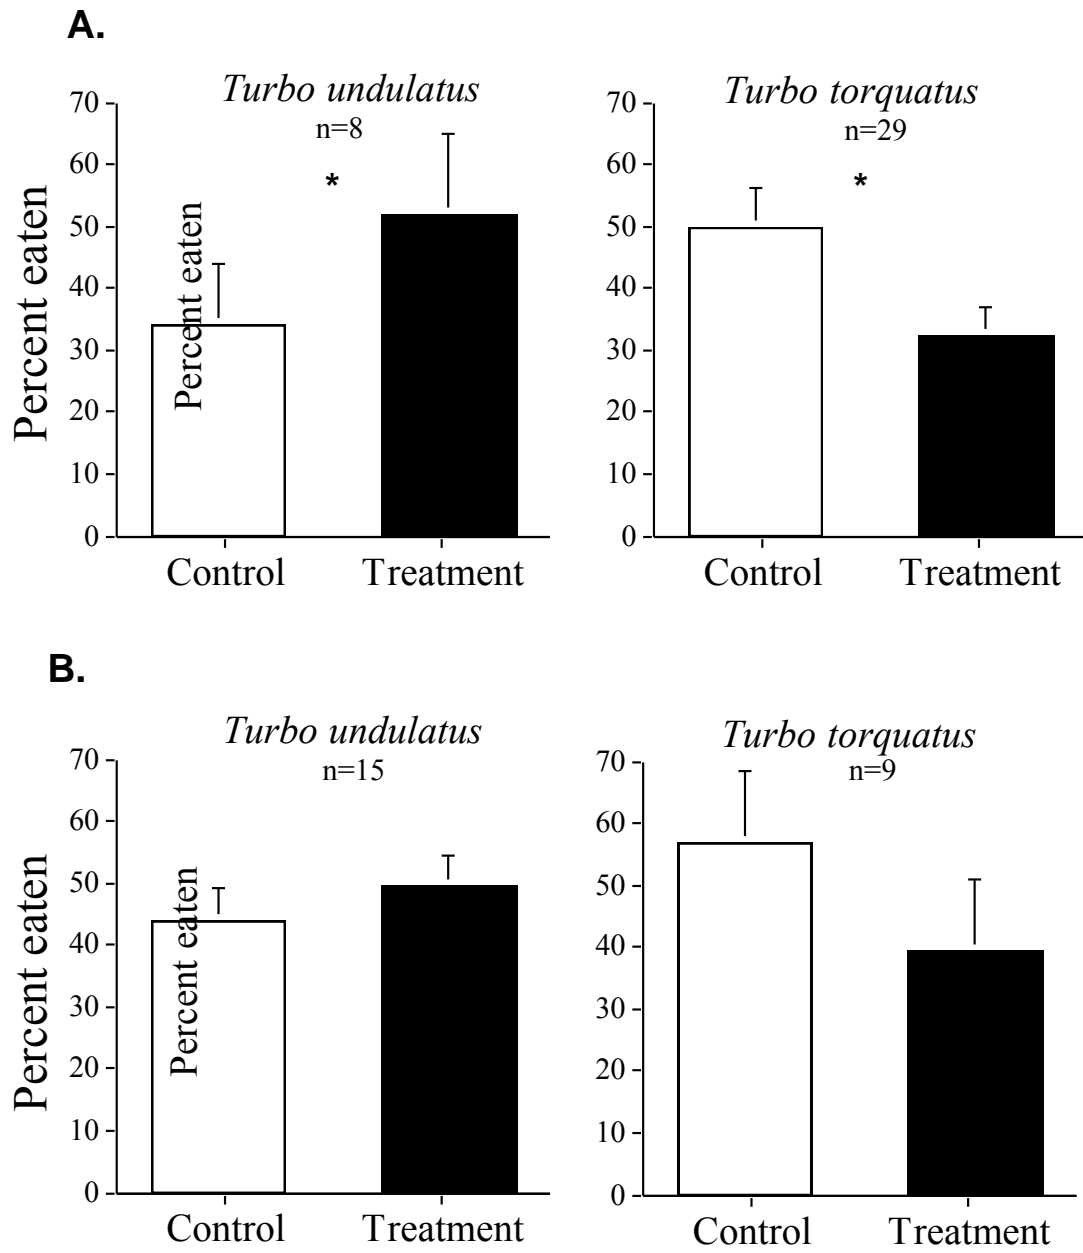 A.
Turbo undulatus
n=8
*
Percent eaten
Percent eaten
70
60
50
40
30
20
10
0
Control Treatment
Turbo torquatus
n=29
*
70
60
50
40
30
20
10
0
Control Treatment
B.
Turbo undulatus
n=15
Percent eaten
Percent eaten
70
60
50
40
30
20
10
0
Control Treatment
Turbo torquatus
n=9
70
60
50
40
30
20
10
0
Control Treatment